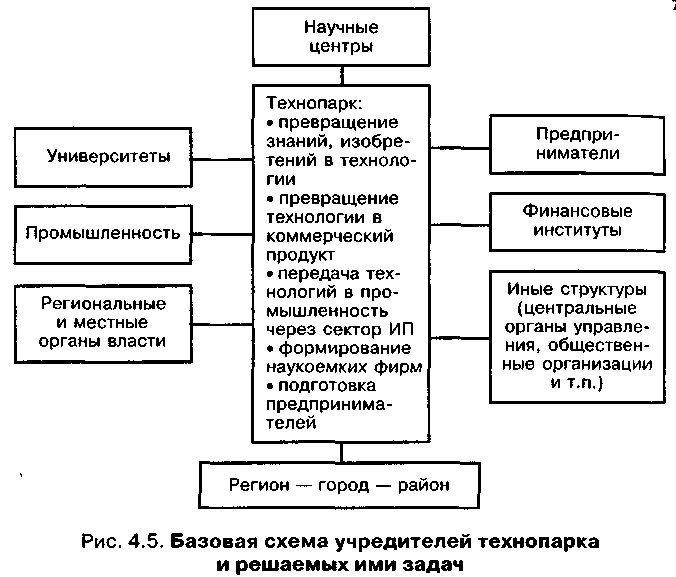 Научные
центры
Технопарк:
• превращение
знаний, изобре-
тений в техноло-
гии
• превращение
технологии в
коммерческий
продукт
• передача тех-
нологий в про-
мышленность
через сектор ИП
• формирование
наукоемких фирм
• подготовка
предпринима-
телей
Университеты
Промышленность
Региональные
и местные
органы власти
Предпри-
ниматели
Финансовые
институты
Иные структуры
(центральные
органы управле-
ния, обществен-
ные организации
и т.п.)
Регион — город — район
Рис. 4.5. Базовая схема учредителей технопарка
и решаемых ими задач